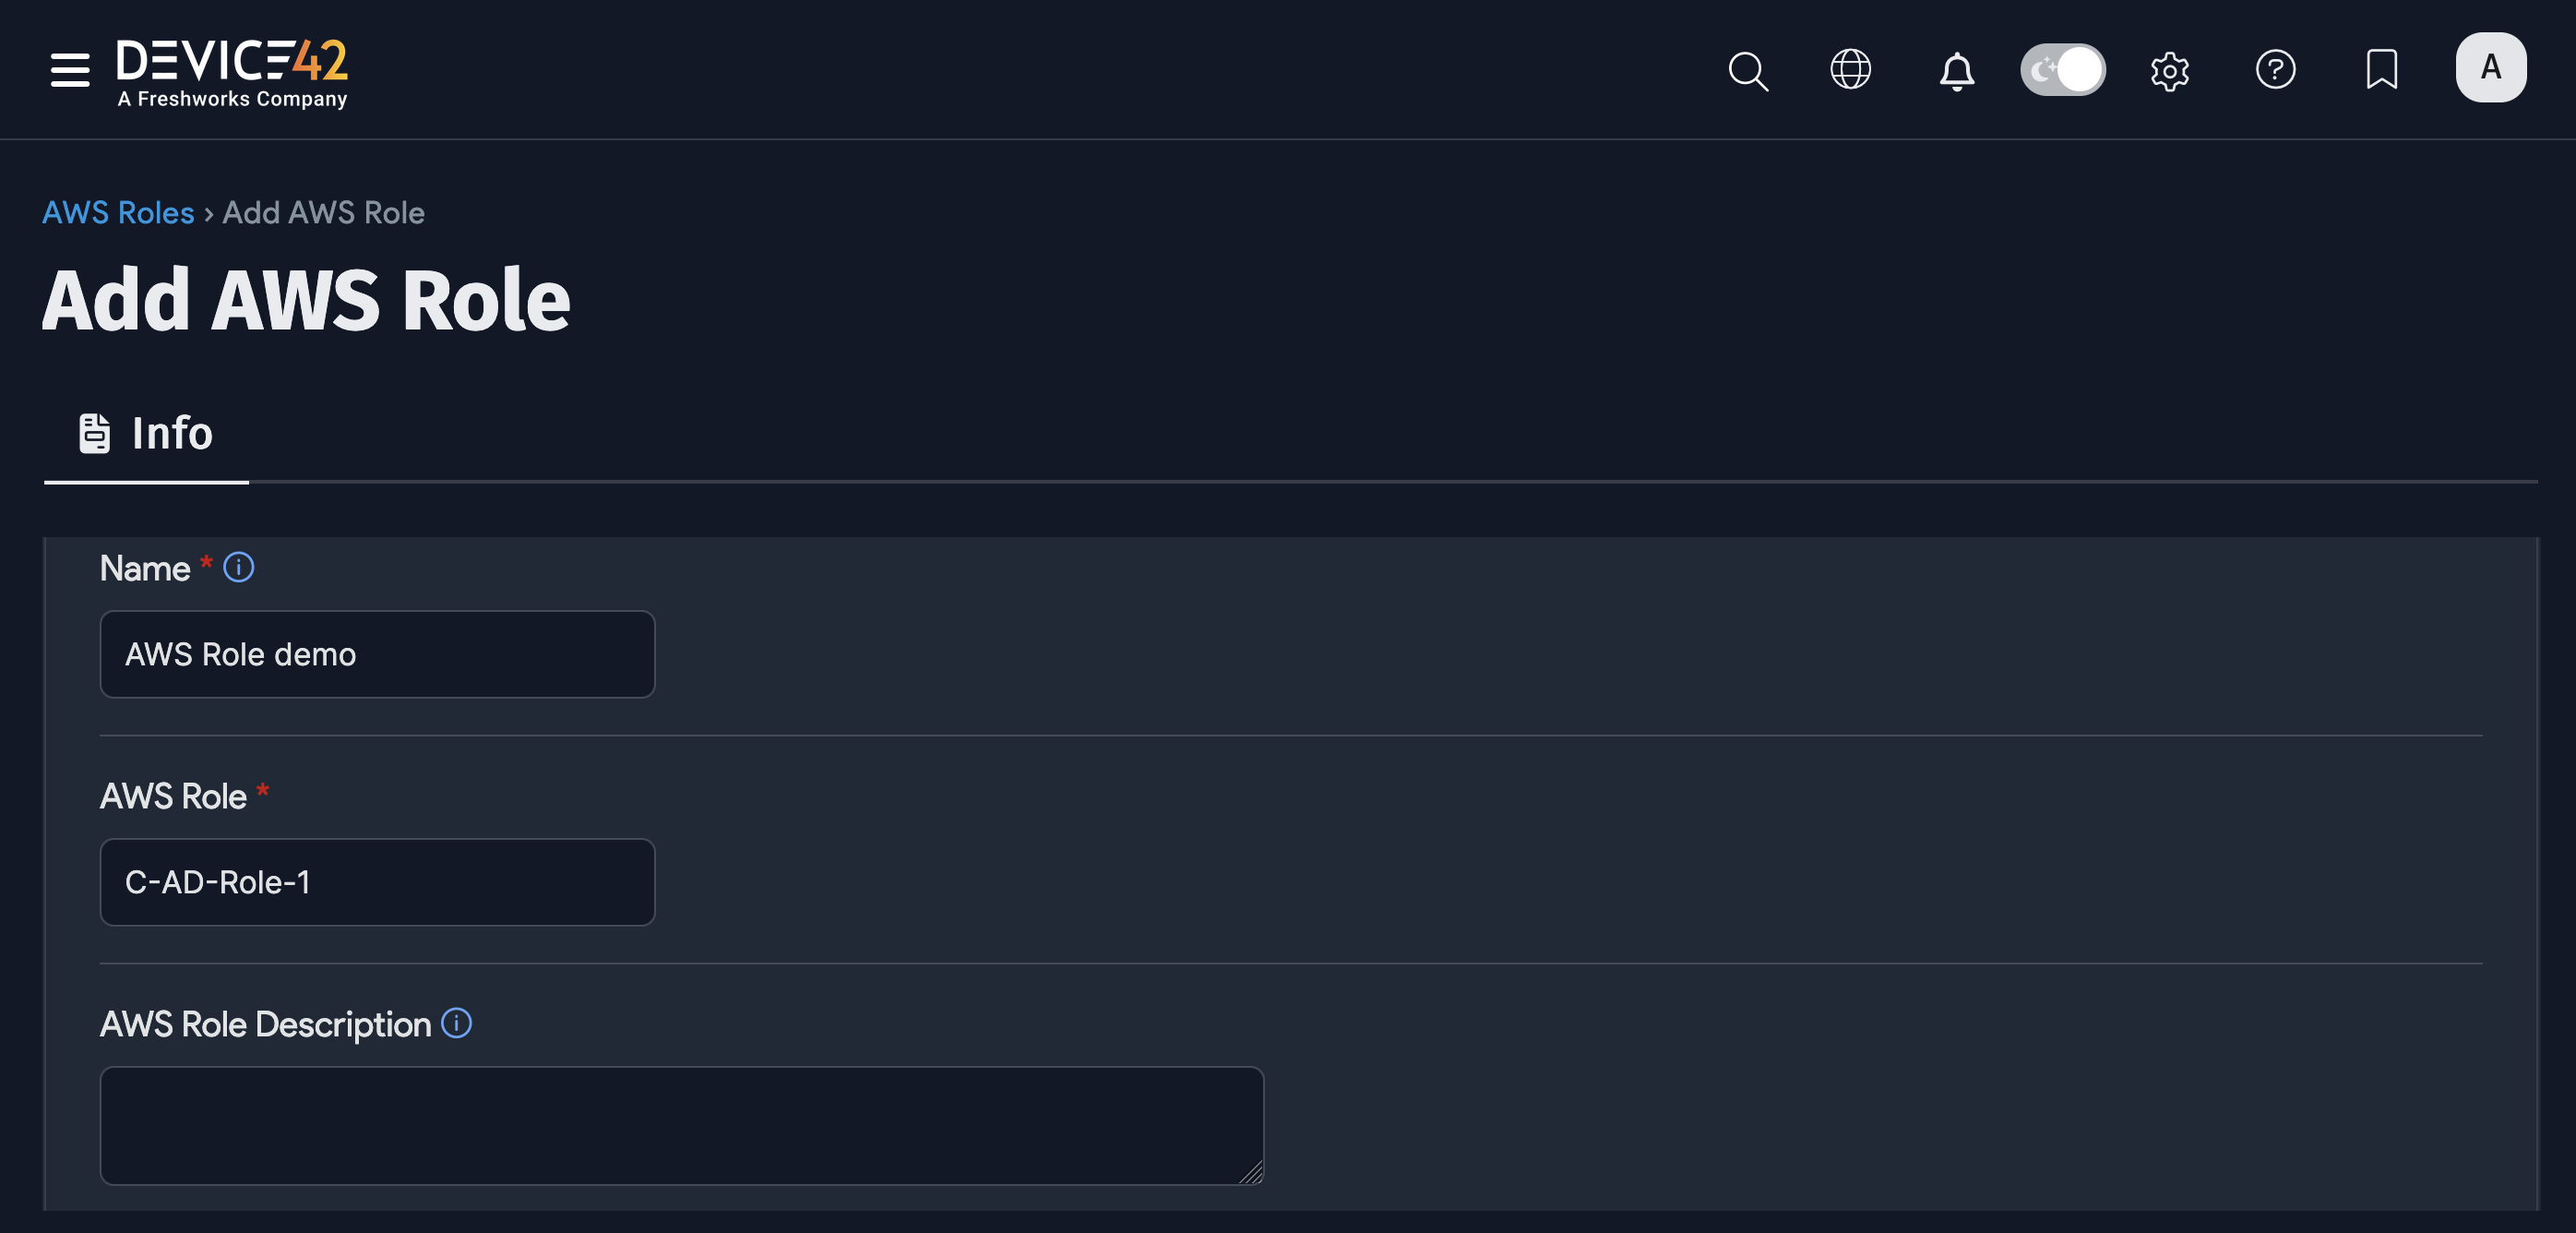 DEVICE42
A Freshworks Company
A
AWS Roles › Add AWS Role
Add AWS Role
Info
Name *
AWS Role demo
AWS Role *
C-AD-Role-1
AWS Role Description